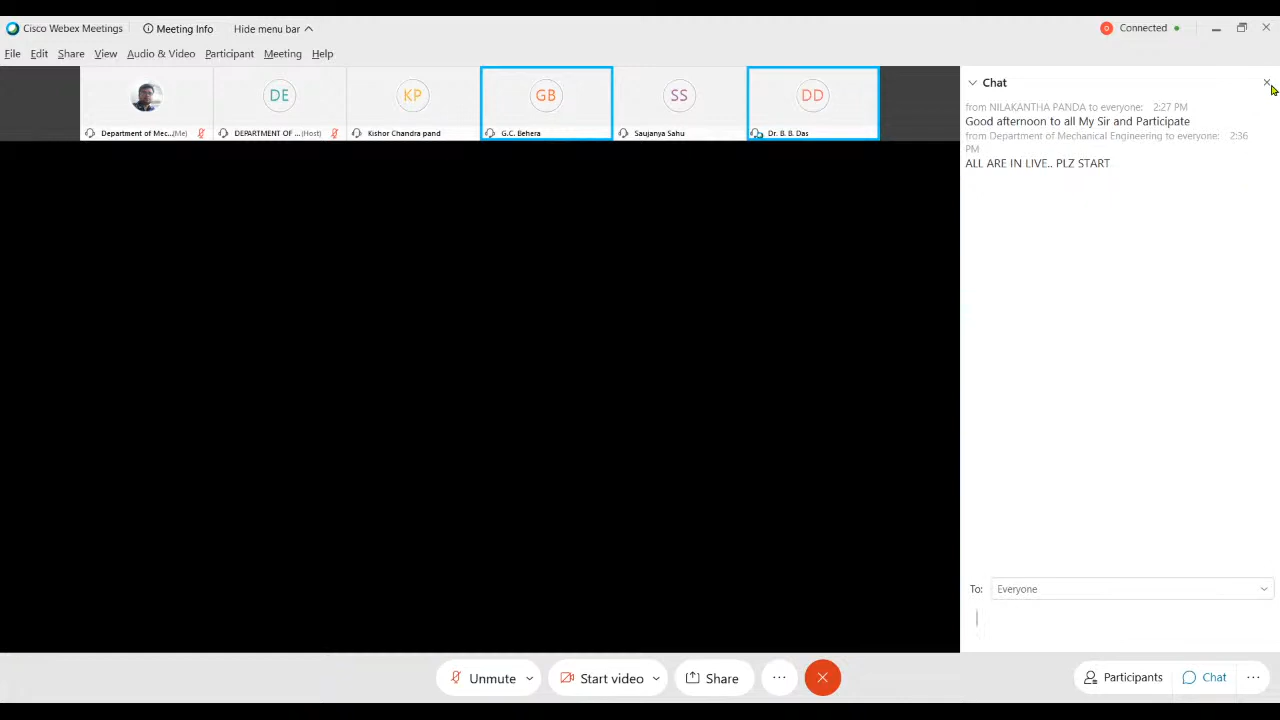 Cisco Webex Meetings Meeting Info Hide menu bar Connected
File Edit Share View Audio & Video Participant Meeting Help
DE KP GB SS DD
Department of Mec...(Me) DEPARTMENT OF ...(Host) Kishor Chandra pand G.C. Behera Saujanya Sahu Dr. B. B. Das
Chat
from NILAKANTHA PANDA to everyone: 2:27 PM
Good afternoon to all My Sir and Participate
from Department of Mechanical Engineering to everyone: 2:36
PM
ALL ARE IN LIVE.. PLZ START
To: Everyone
Unmute Start video Share Participants Chat